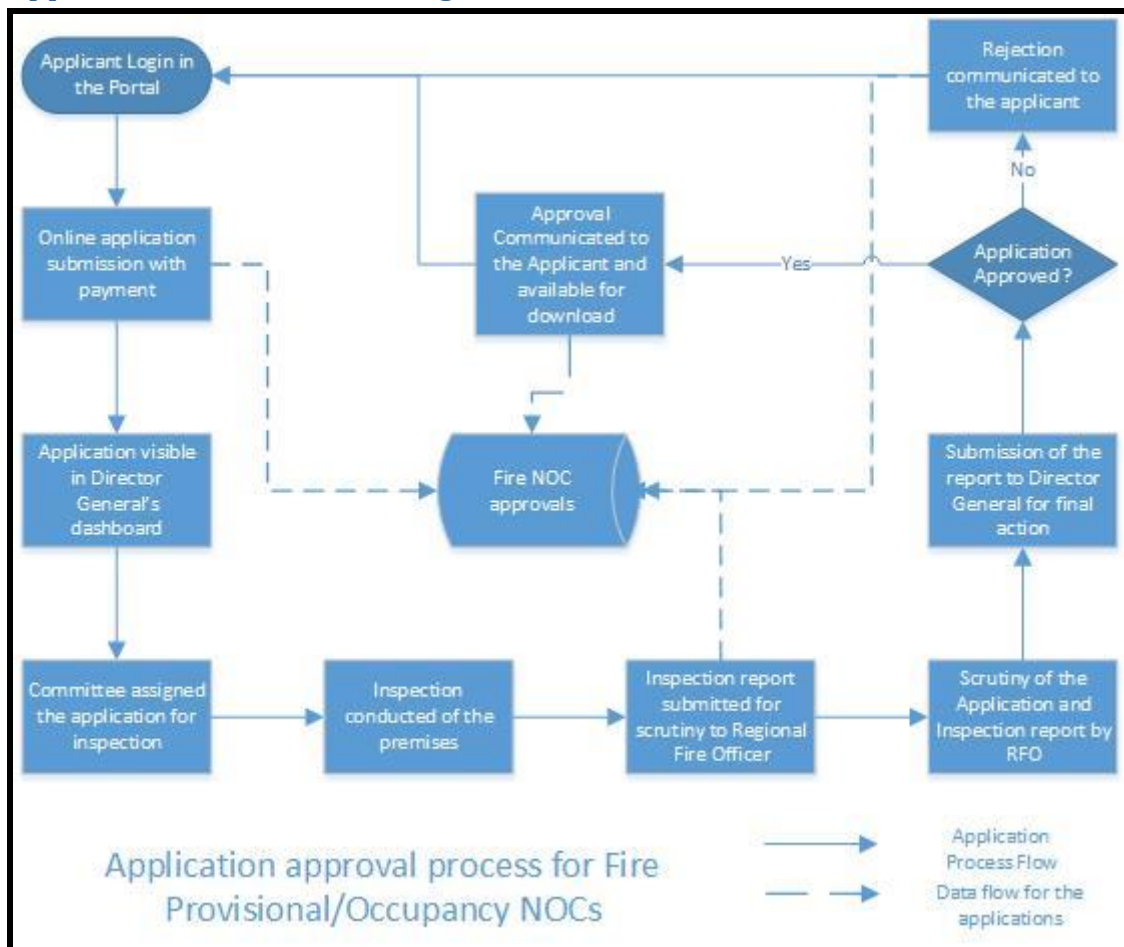 Applicant Login in
the Portal
Rejection
communicated to
the applicant
No
Online application
submission with
payment
Approval
Communicated to
the Applicant and
available for
download
Yes
Application
Approved ?
Application visible
in Director
General's
dashboard
Fire NOC
approvals
Submission of the
report to Director
General for final
action
Committee assigned
the application for
inspection
Inspection
conducted of the
premises
Inspection report
submitted for
scrutiny to Regional
Fire Officer
Scrutiny of the
Application and
Inspection report by
RFO
Application approval process for Fire
Provisional/Occupancy NOCs
Application
Process Flow
Data flow for the
applications